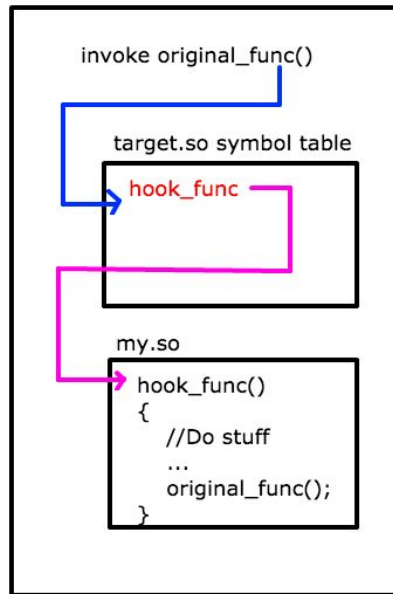 invoke original_func()
target.so symbol table
hook_func
my.so
hook_func()
{
//Do stuff
...
original_func();
}